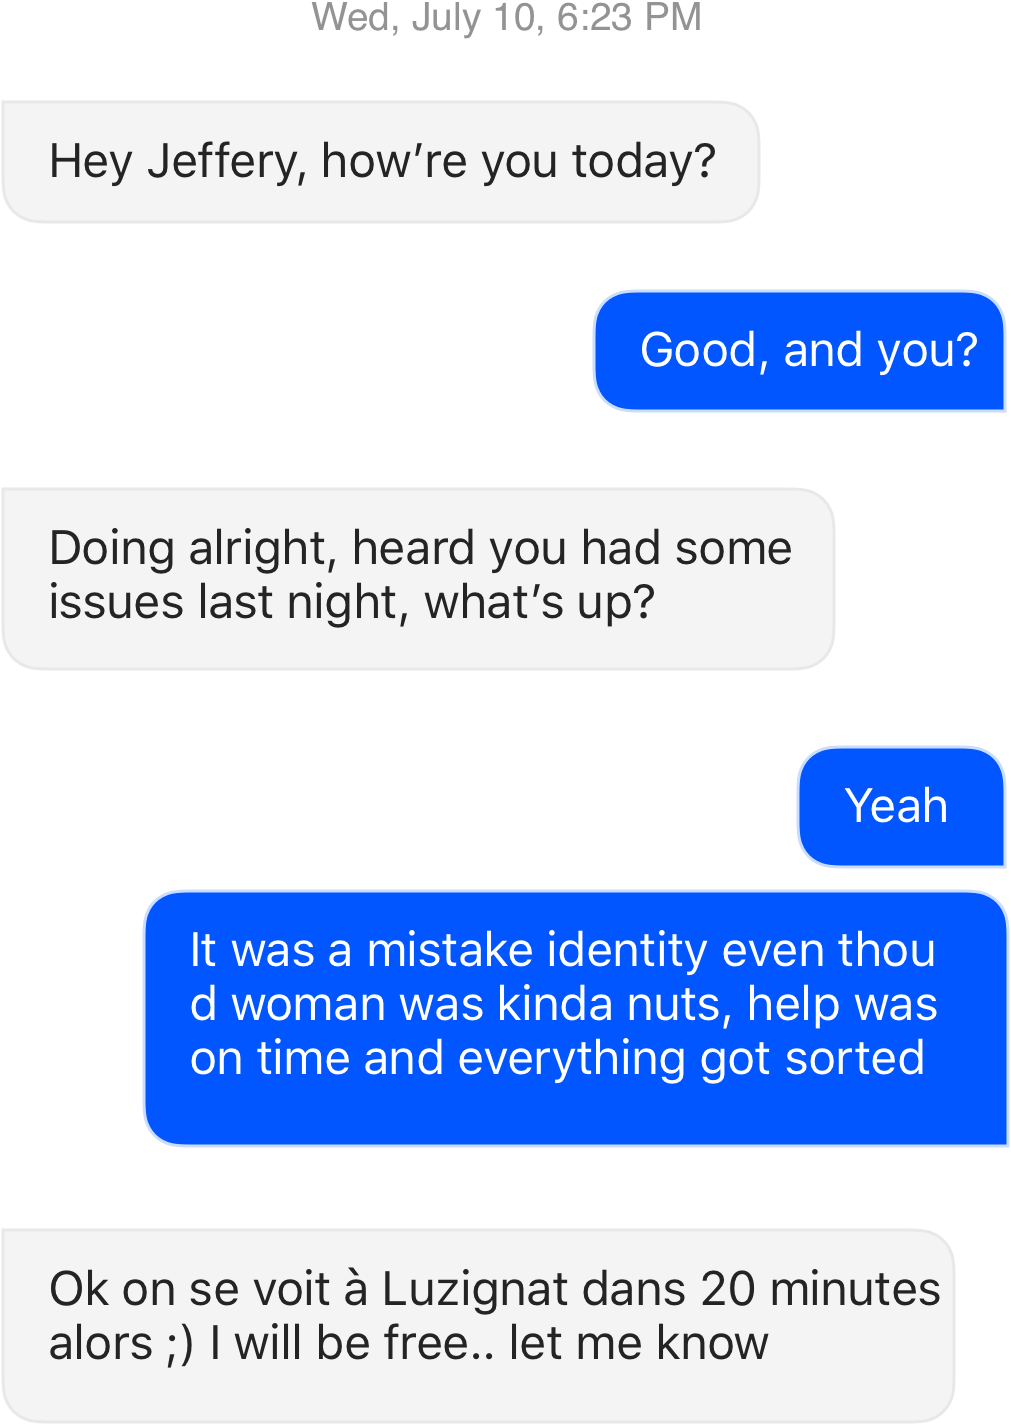 Wed, July 10, 6:23 PM
Hey Jeffery, how’re you today?
Good, and you?
Doing alright, heard you had some
issues last night, what’s up?
Yeah
It was a mistake identity even thou
d woman was kinda nuts, help was
on time and everything got sorted
Ok on se voit à Luzignat dans 20 minutes
alors ;) I will be free.. let me know